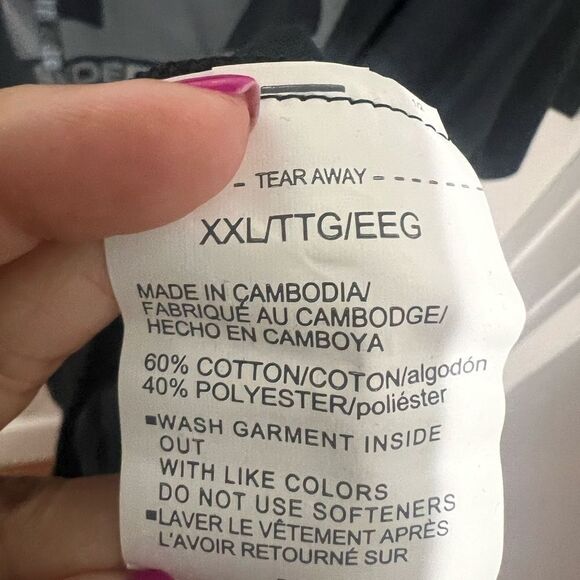 - TEAR AWAY - - - - - -
XXL/TTG/EEG
MADE IN CAMBODIA/
FABRIQUÉ AU CAMBODGE/
HECHO EN CAMBOYA
60% COTTON/COTON/algodón
40% POLYESTER/poliéster
▪WASH GARMENT INSIDE
OUT
WITH LIKE COLORS
DO NOT USE SOFTENERS
▪LAVER LE VÊTEMENT APRÈS
L'AVOIR RETOURNÉ SUR